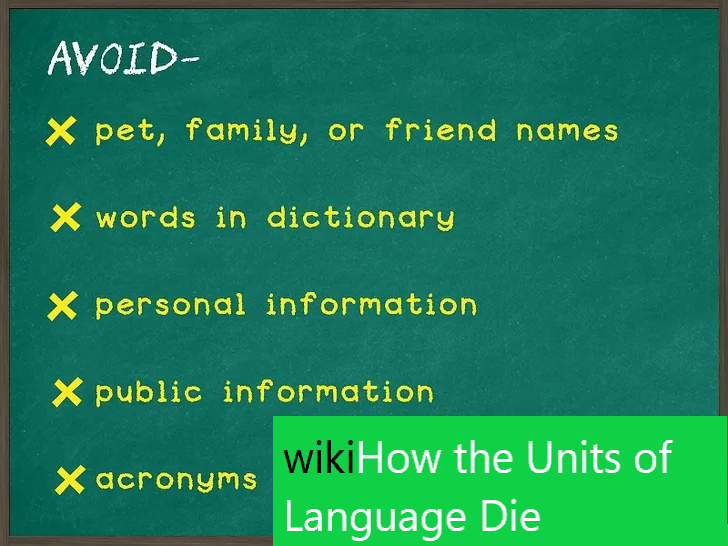 AVOID-
pet, family, or friend names
words in dictionary
personal information
public information
acronyms
wikiHow the Units of
Language Die